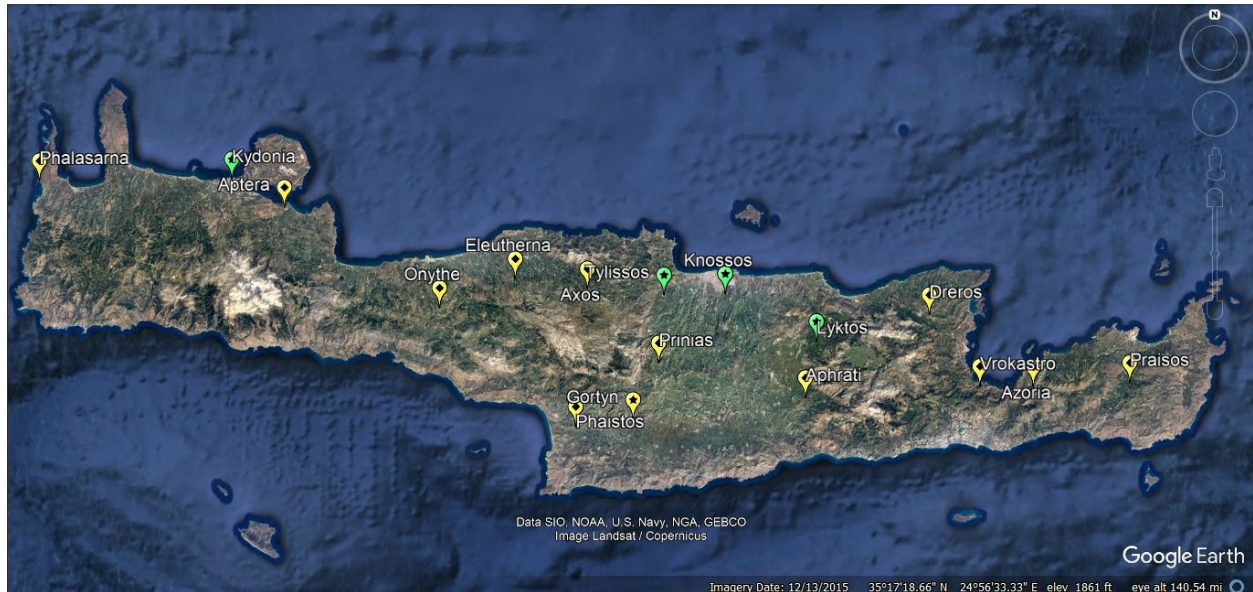 N
Phalasarna
Kydonia
Aptera
Eleutherna
Onythe
Tylissos
Axos
Knossos
Dreros
Lyktos
Prinias
Aphrati
Vrokastro
Azoria
Praisos
Gortyn
Phaistos
Data SIO, NOAA, U.S. Navy, NGA, GEBCO
Image Landsat / Copernicus
Google Earth
Imagery Date: 12/13/2015 35°17'18.66" N 24°56'33.33" E elev 1861 ft eye alt 140.54 mi